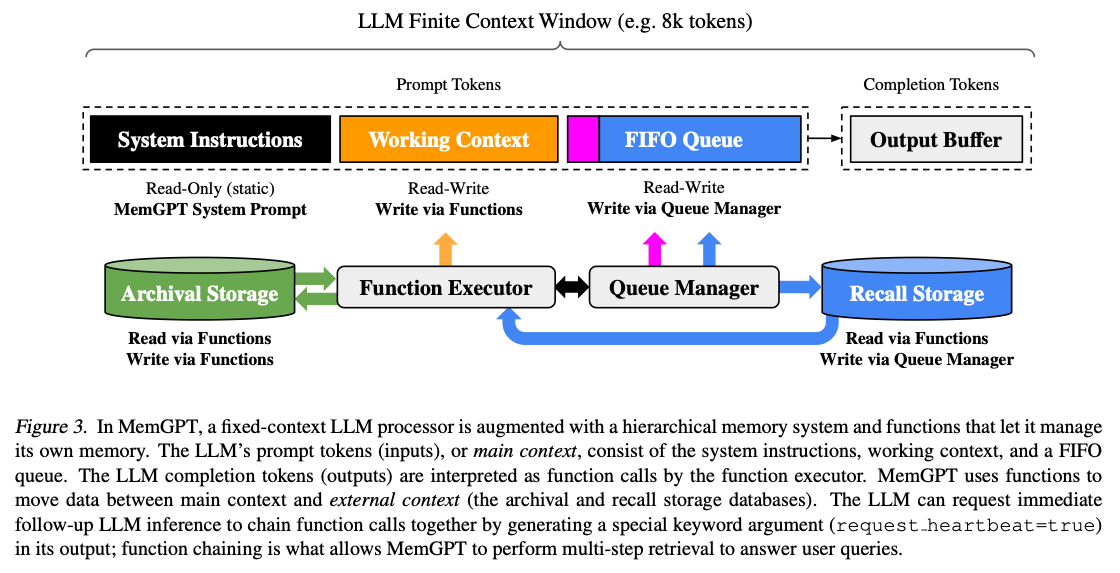 LLM Finite Context Window (e.g. 8k tokens)
Prompt Tokens
Completion Tokens
System Instructions
Working Context
FIFO Queue
Output Buffer
Read-Only (static)
MemGPT System Prompt
Read-Write
Write via Functions
Read-Write
Write via Queue Manager
Archival Storage
Function Executor
Queue Manager
Recall Storage
Read via Functions
Write via Functions
Read via Functions
Write via Queue Manager
Figure 3. In MemGPT, a fixed-context LLM processor is augmented with a hierarchical memory system and functions that let it manage
its own memory. The LLM's prompt tokens (inputs), or main context, consist of the system instructions, working context, and a FIFO
queue. The LLM completion tokens (outputs) are interpreted as function calls by the function executor. MemGPT uses functions to
move data between main context and external context (the archival and recall storage databases). The LLM can request immediate
follow-up LLM inference to chain function calls together by generating a special keyword argument (request_heartbeat=true)
in its output; function chaining is what allows MemGPT to perform multi-step retrieval to answer user queries.